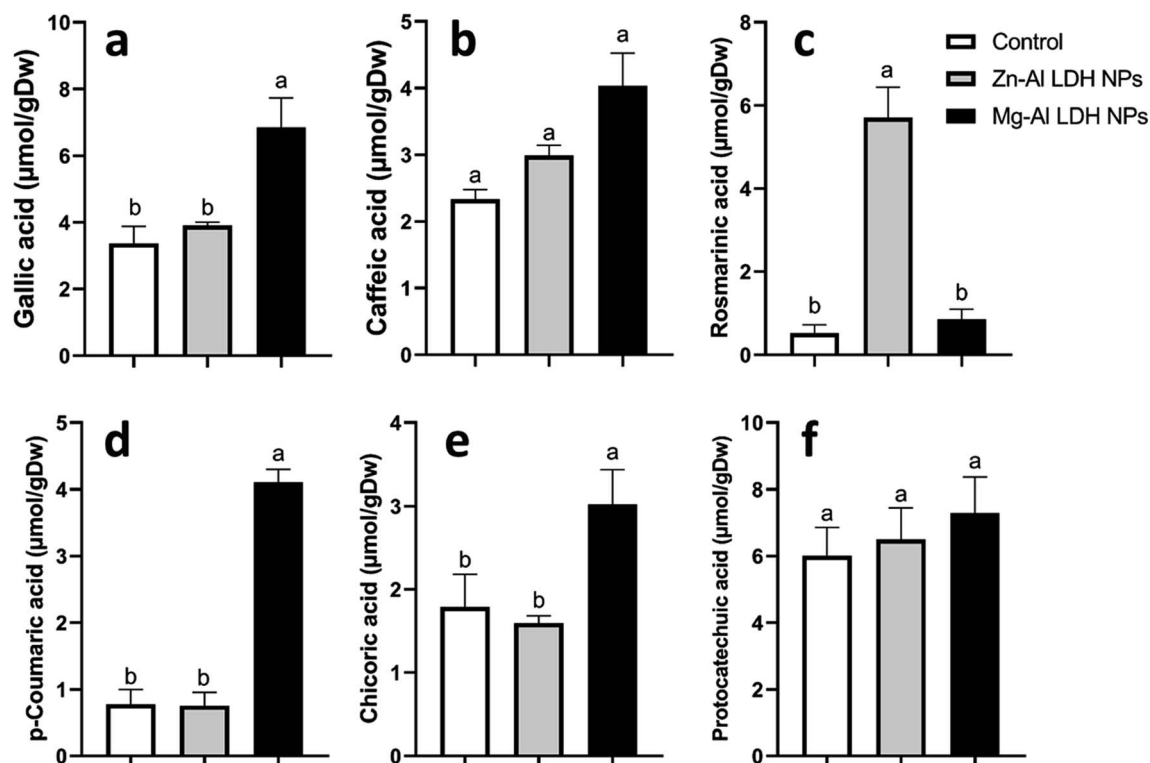 a
Gallic acid (µmol/gDw)
10
8
6
4
2
0
b
b
a
b
Caffeic acid (µmol/gDw)
5
4
3
2
1
0
a
a
a
c
Rosmarinic acid (µmol/gDw)
8
6
4
2
0
b
a
b
Control
Zn-Al LDH NPs
Mg-Al LDH NPs
d
p-Coumaric acid (µmol/gDw)
5
4
3
2
1
0
b
b
a
e
Chicoric acid (µmol/gDw)
4
3
2
1
0
b
b
a
f
Protocatechuic acid (µmol/gDw)
10
8
6
4
2
0
a
a
a